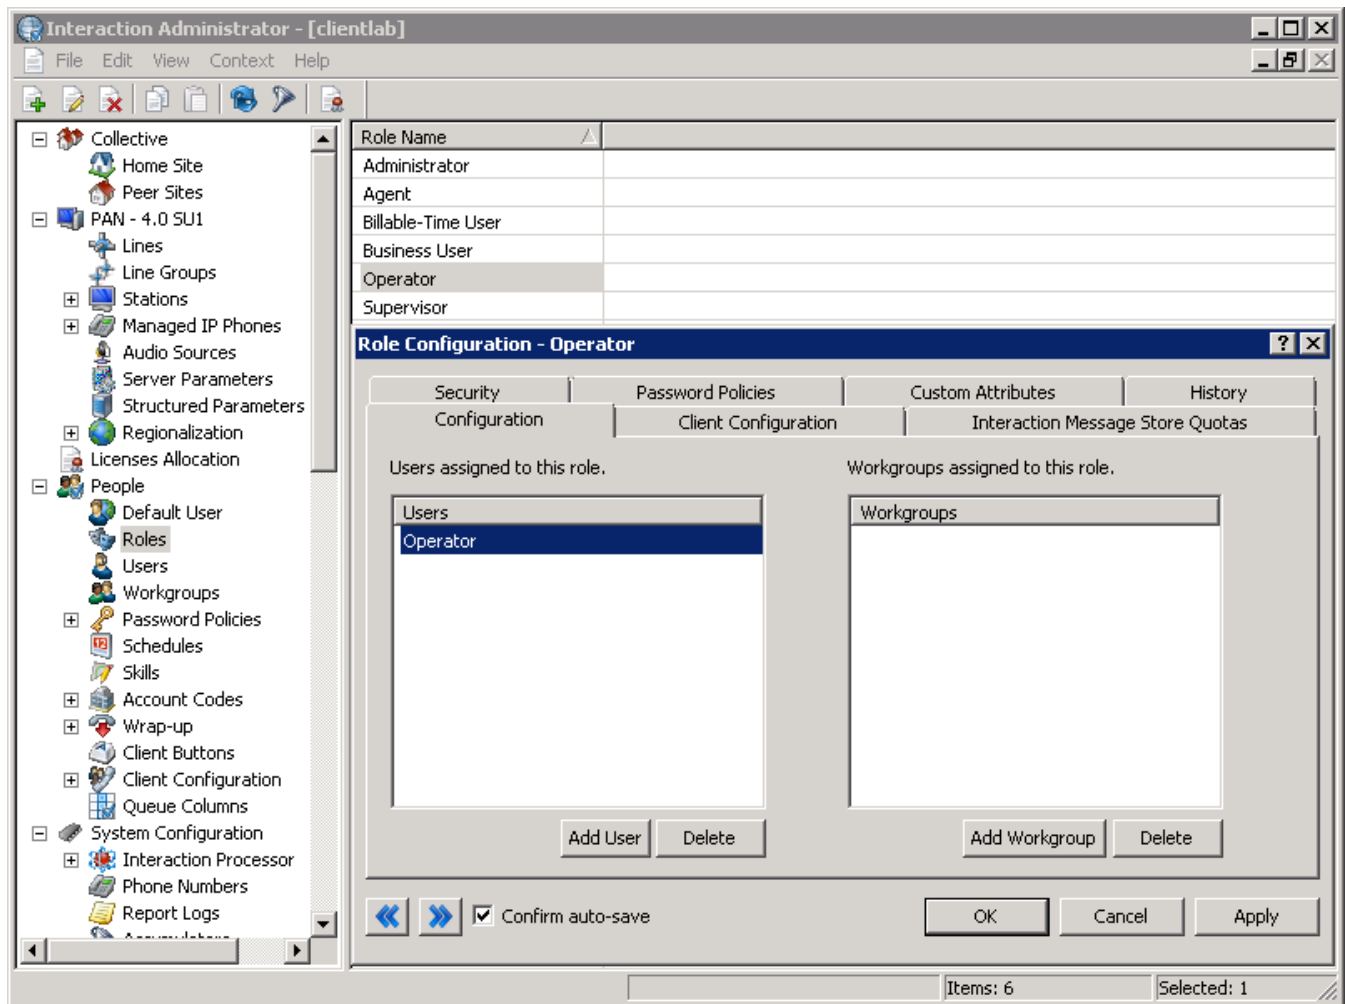 Interaction Administrator - [clientlab]
File Edit View Context Help
Collective
Home Site
Peer Sites
PAN - 4.0 SU1
Lines
Line Groups
Stations
Managed IP Phones
Audio Sources
Server Parameters
Structured Parameters
Regionalization
Licenses Allocation
People
Default User
Roles
Users
Workgroups
Password Policies
Schedules
Skills
Account Codes
Wrap-up
Client Buttons
Client Configuration
Queue Columns
System Configuration
Interaction Processor
Phone Numbers
Report Logs
Accumulators
Role Name
Administrator
Agent
Billable-Time User
Business User
Operator
Supervisor
Role Configuration - Operator
Security Password Policies Custom Attributes History
Configuration Client Configuration Interaction Message Store Quotas
Users assigned to this role.
Users
Operator
Add User Delete
Workgroups assigned to this role.
Workgroups
Add Workgroup Delete
Confirm auto-save
OK Cancel Apply
Items: 6 Selected: 1